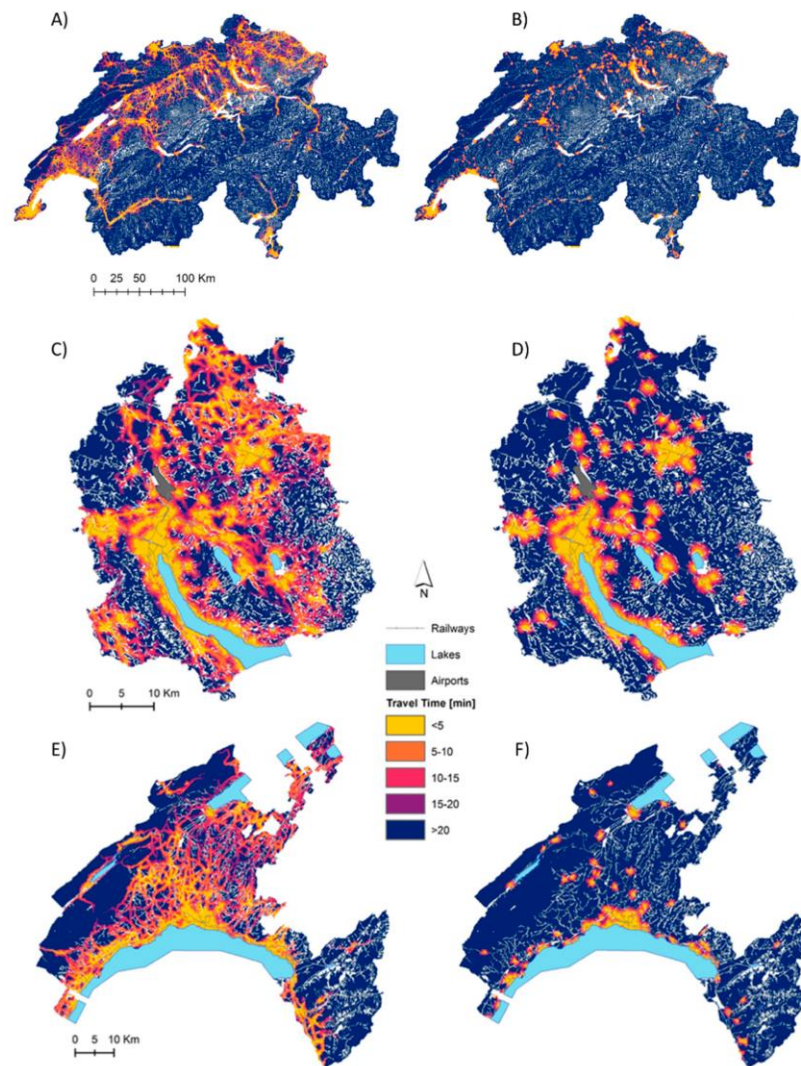 A)
B)
0 25 50 100 Km
C)
D)
N
Railways
Lakes
Airports
Travel Time [min]
<5
5-10
10-15
15-20
>20
0 5 10 Km
E)
F)
0 5 10 Km